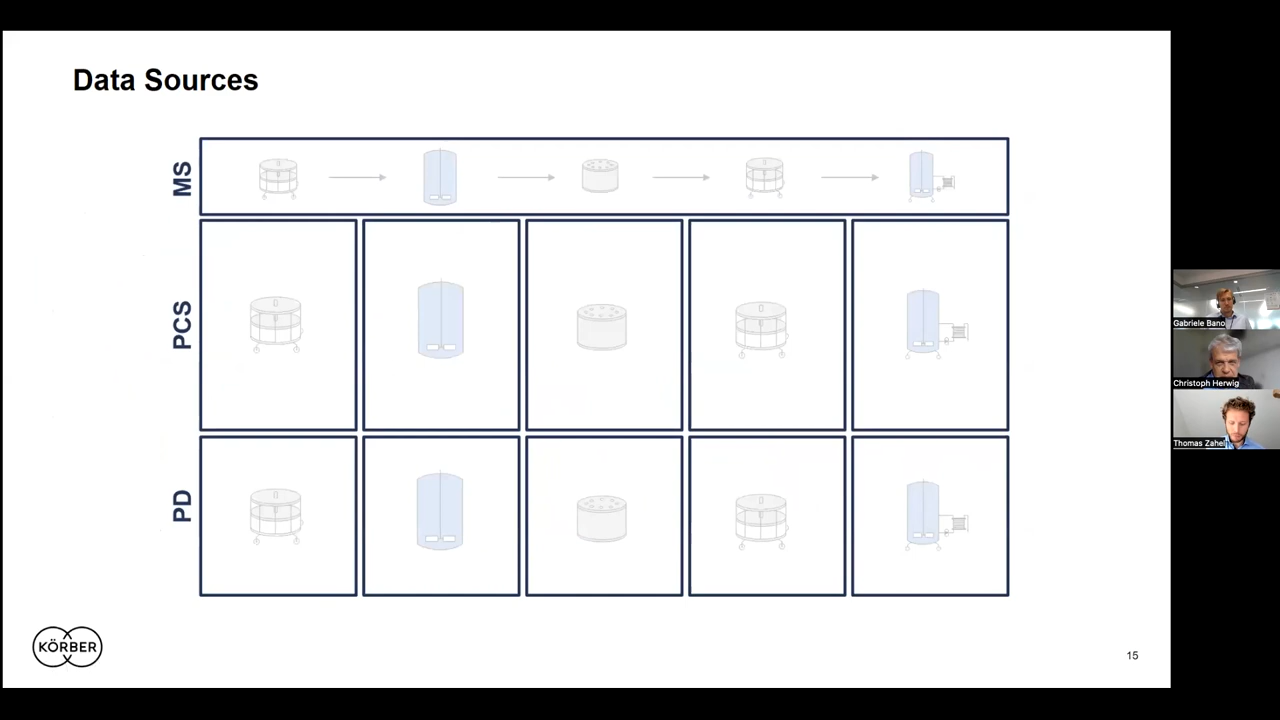 Data Sources
MS
PCS
PD
KÖRBER
15
Gabriele Bano
Christoph Herwig
Thomas Zahel